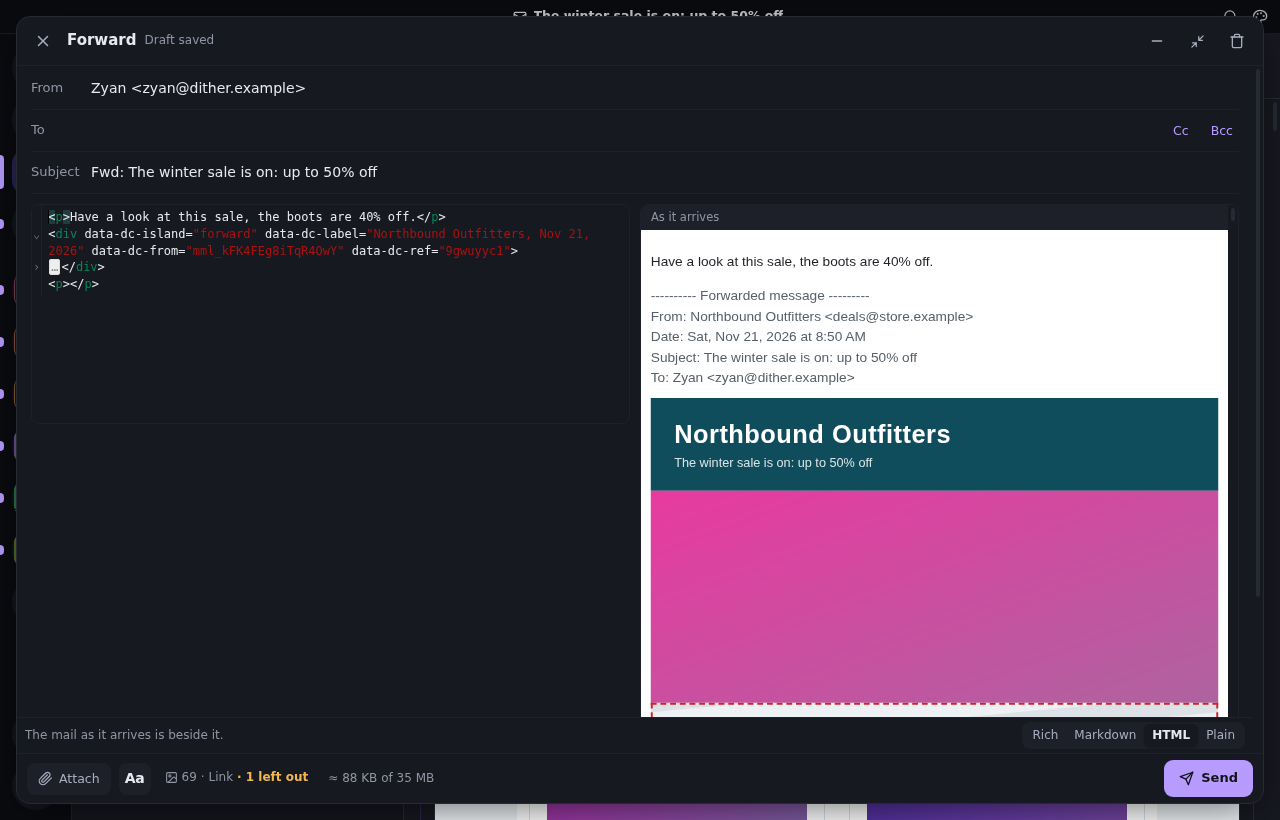 The winter sale is on: up to 50% off
Forward Draft saved
From Zyan <zyan@dither.example>
To Cc Bcc
Subject Fwd: The winter sale is on: up to 50% off
<p>Have a look at this sale, the boots are 40% off.</p>
<div data-dc-island="forward" data-dc-label="Northbound Outfitters, Nov 21,
2026" data-dc-from="mml_kFK4FEg8iTqR4OwY" data-dc-ref="9gwuyyc1">
…</div>
<p></p>
As it arrives
Have a look at this sale, the boots are 40% off.
---------- Forwarded message ---------
From: Northbound Outfitters <deals@store.example>
Date: Sat, Nov 21, 2026 at 8:50 AM
Subject: The winter sale is on: up to 50% off
To: Zyan <zyan@dither.example>
Northbound Outfitters
The winter sale is on: up to 50% off
The mail as it arrives is beside it.
Rich Markdown HTML Plain
Attach Aa 69 · Link · 1 left out ≈ 88 KB of 35 MB
Send